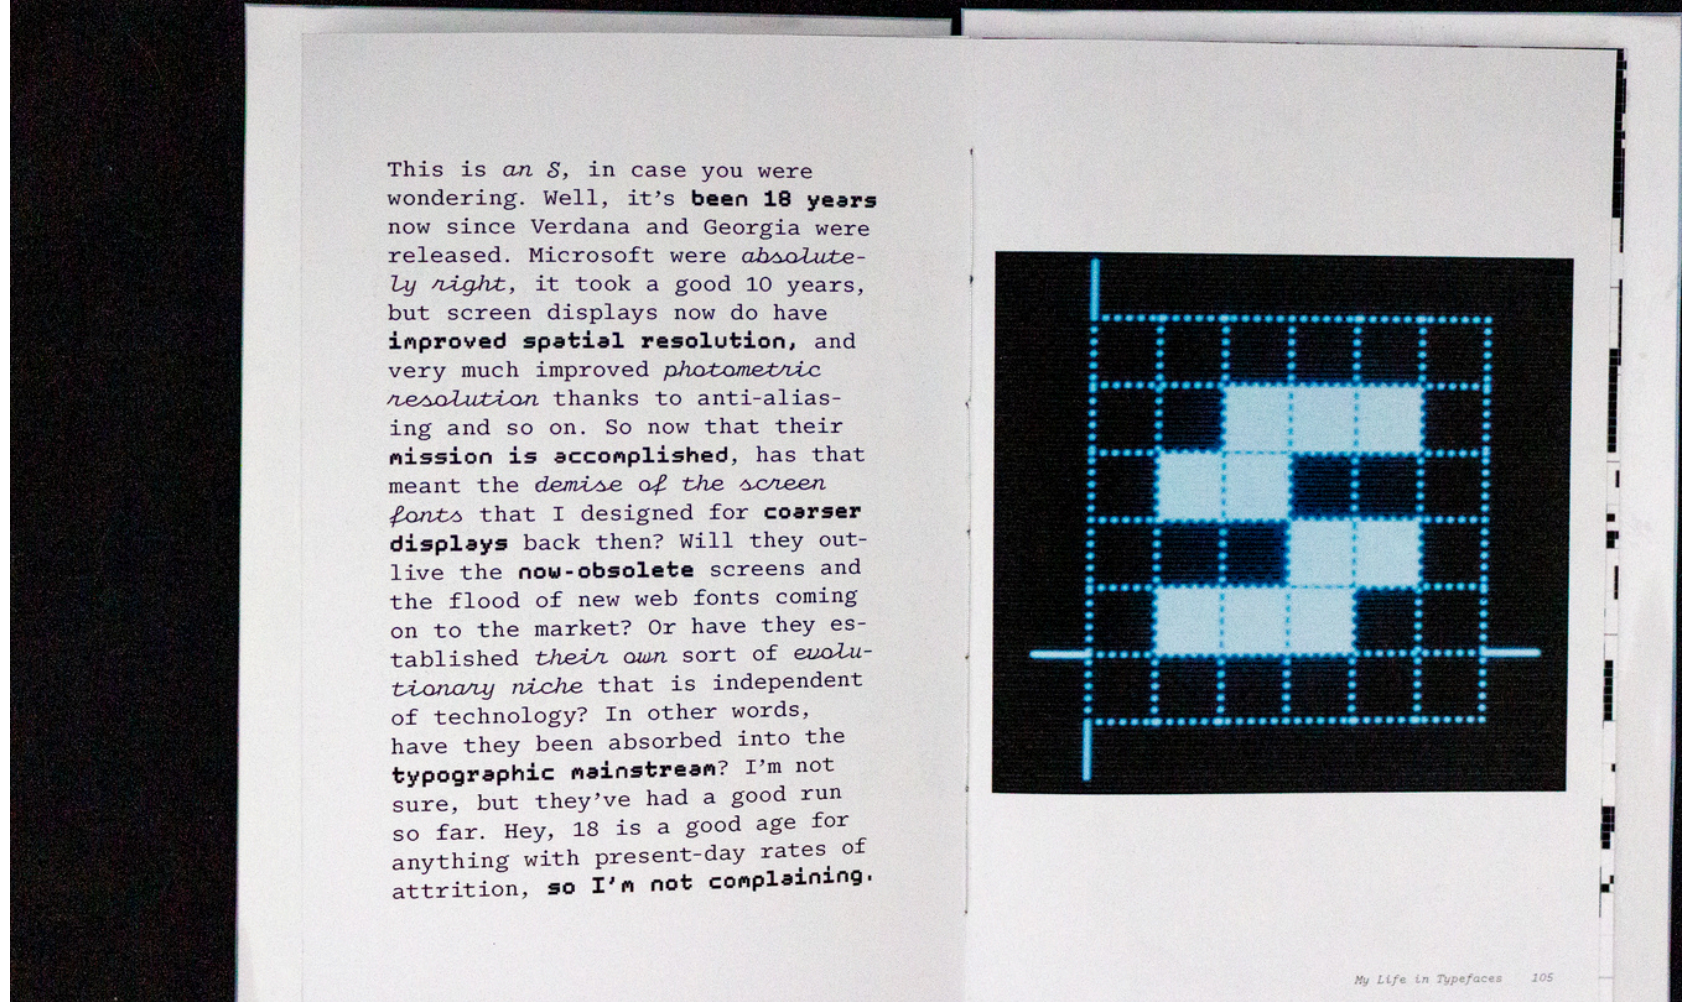 This is an S, in case you were
wondering. Well, it’s been 18 years
now since Verdana and Georgia were
released. Microsoft were absolute-
ly right, it took a good 10 years,
but screen displays now do have
improved spatial resolution, and
very much improved photometric
resolution thanks to anti-alias-
ing and so on. So now that their
mission is accomplished, has that
meant the demise of the screen
fonts that I designed for coarser
displays back then? Will they out-
live the now-obsolete screens and
the flood of new web fonts coming
on to the market? Or have they es-
tablished their own sort of evolu-
tionary niche that is independent
of technology? In other words,
have they been absorbed into the
typographic mainstream? I’m not
sure, but they’ve had a good run
so far. Hey, 18 is a good age for
anything with present-day rates of
attrition, so I’m not complaining.
My Life in Typefaces 105